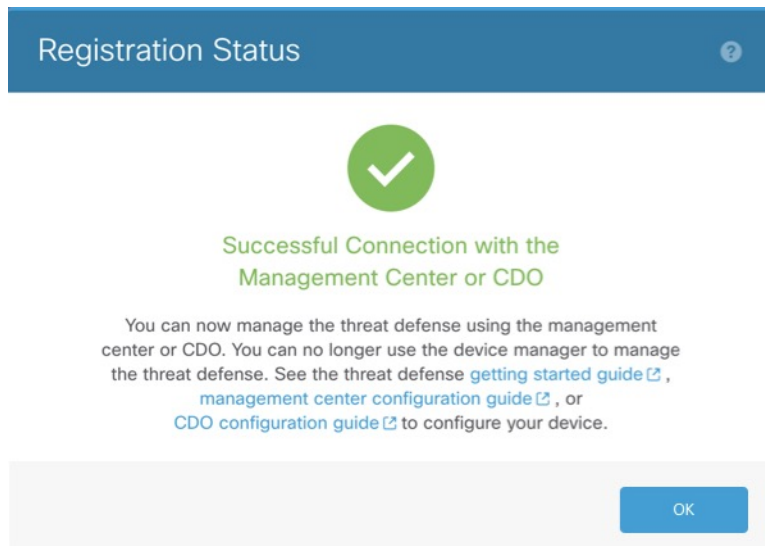 Registration Status
?
Successful Connection with the
Management Center or CDO
You can now manage the threat defense using the management
center or CDO. You can no longer use the device manager to manage
the threat defense. See the threat defense getting started guide ,
management center configuration guide , or
CDO configuration guide to configure your device.
OK